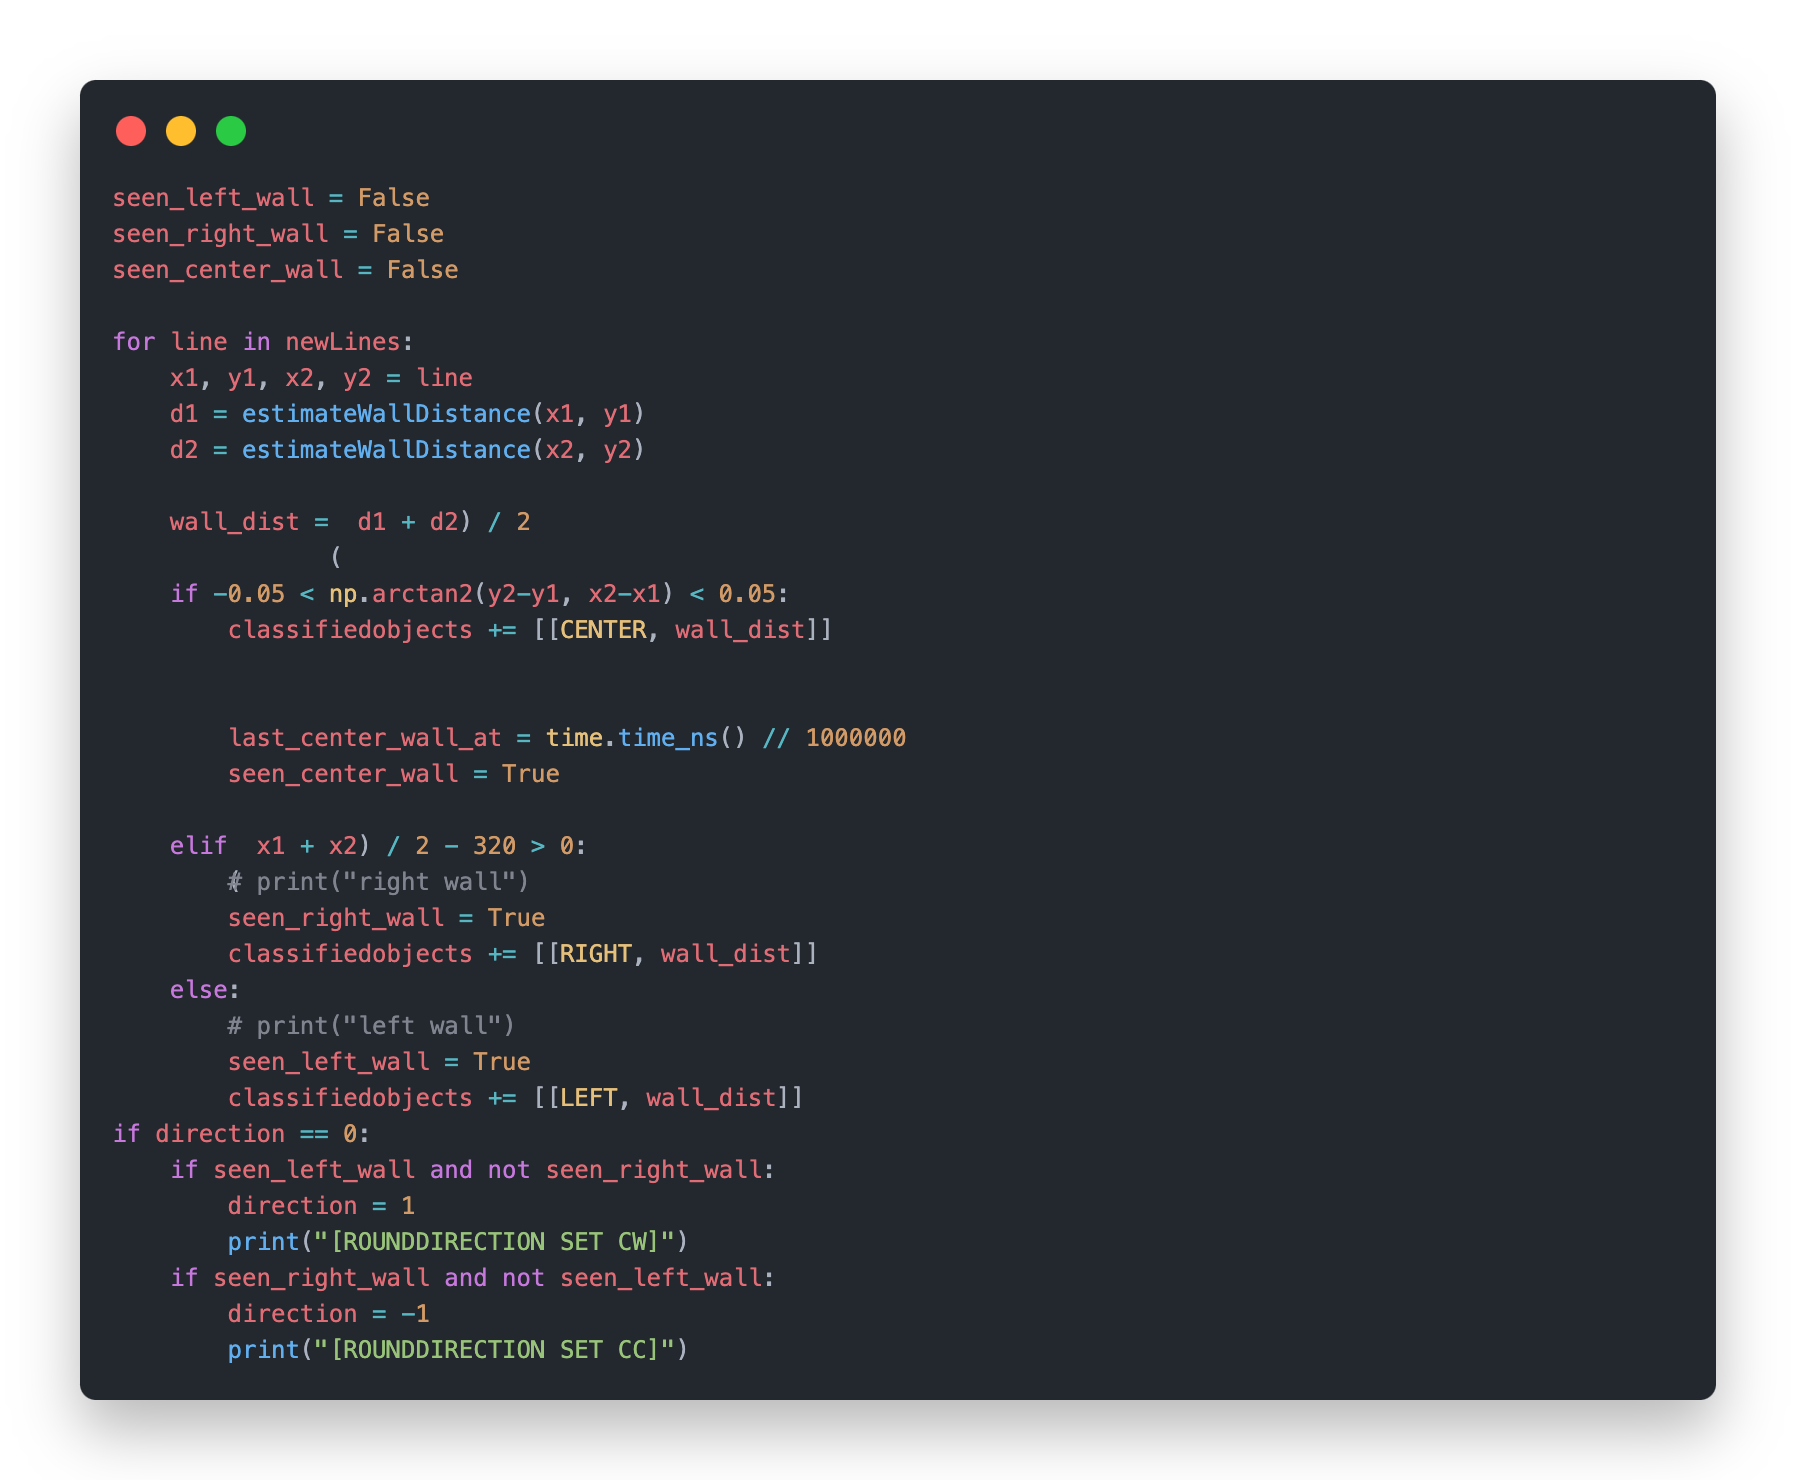 seen_left_wall = False
seen_right_wall = False
seen_center_wall = False

for line in newLines:
    x1, y1, x2, y2 = line
    d1 = estimateWallDistance(x1, y1)
    d2 = estimateWallDistance(x2, y2)

    wall_dist =  d1 + d2) / 2
               (
    if -0.05 < np.arctan2(y2-y1, x2-x1) < 0.05:
        classifiedobjects += [[CENTER, wall_dist]]


        last_center_wall_at = time.time_ns() // 1000000
        seen_center_wall = True

    elif  x1 + x2) / 2 - 320 > 0:
        (# print("right wall")
        seen_right_wall = True
        classifiedobjects += [[RIGHT, wall_dist]]
    else:
        # print("left wall")
        seen_left_wall = True
        classifiedobjects += [[LEFT, wall_dist]]
if direction == 0:
    if seen_left_wall and not seen_right_wall:
        direction = 1
        print("[ROUNDDIRECTION SET CW]")
    if seen_right_wall and not seen_left_wall:
        direction = -1
        print("[ROUNDDIRECTION SET CC]")